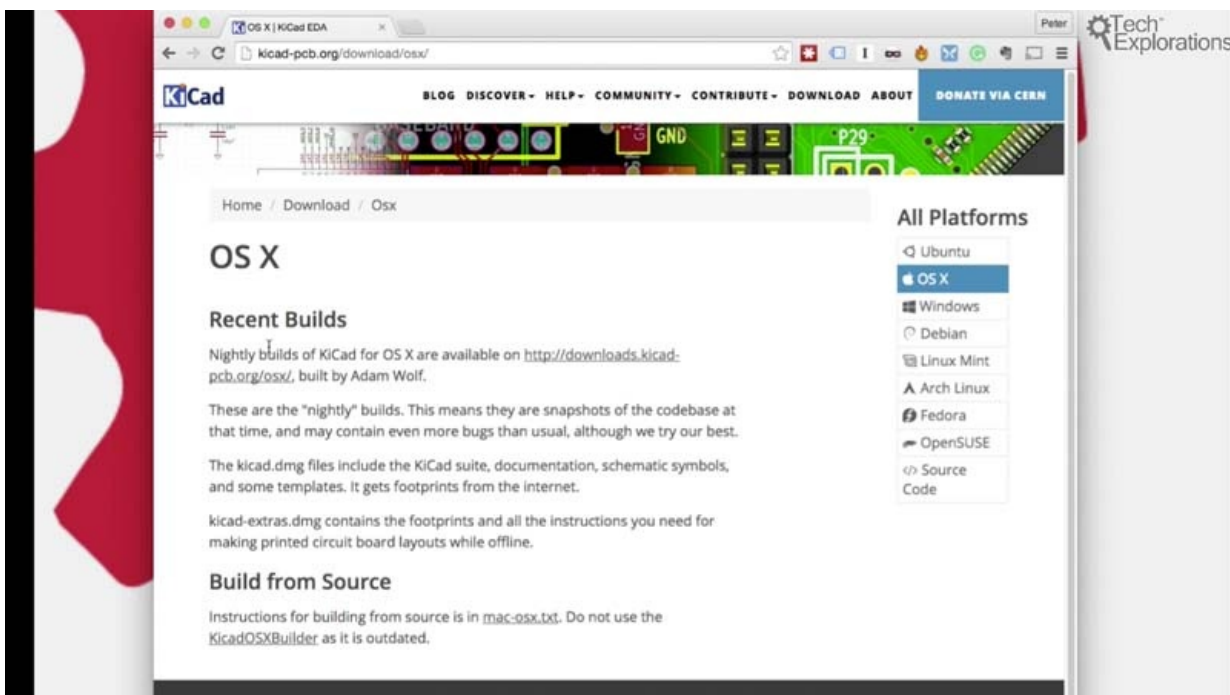 OS X | KiCad EDA
Peter
Tech
Explorations
kicad-pcb.org/download/osx/
KiCad
BLOG DISCOVER HELP COMMUNITY CONTRIBUTE DOWNLOAD ABOUT DONATE VIA CERN
GND
P29
Home / Download / Osx
OS X
Recent Builds
Nightly builds of KiCad for OS X are available on http://downloads.kicad-
pcb.org/osx/, built by Adam Wolf.
These are the "nightly" builds. This means they are snapshots of the codebase at
that time, and may contain even more bugs than usual, although we try our best.
The kicad.dmg files include the KiCad suite, documentation, schematic symbols,
and some templates. It gets footprints from the internet.
kicad-extras.dmg contains the footprints and all the instructions you need for
making printed circuit board layouts while offline.
Build from Source
Instructions for building from source is in mac-osx.txt. Do not use the
KicadOSXBuilder as it is outdated.
All Platforms
Ubuntu
OS X
Windows
Debian
Linux Mint
Arch Linux
Fedora
OpenSUSE
</> Source
Code